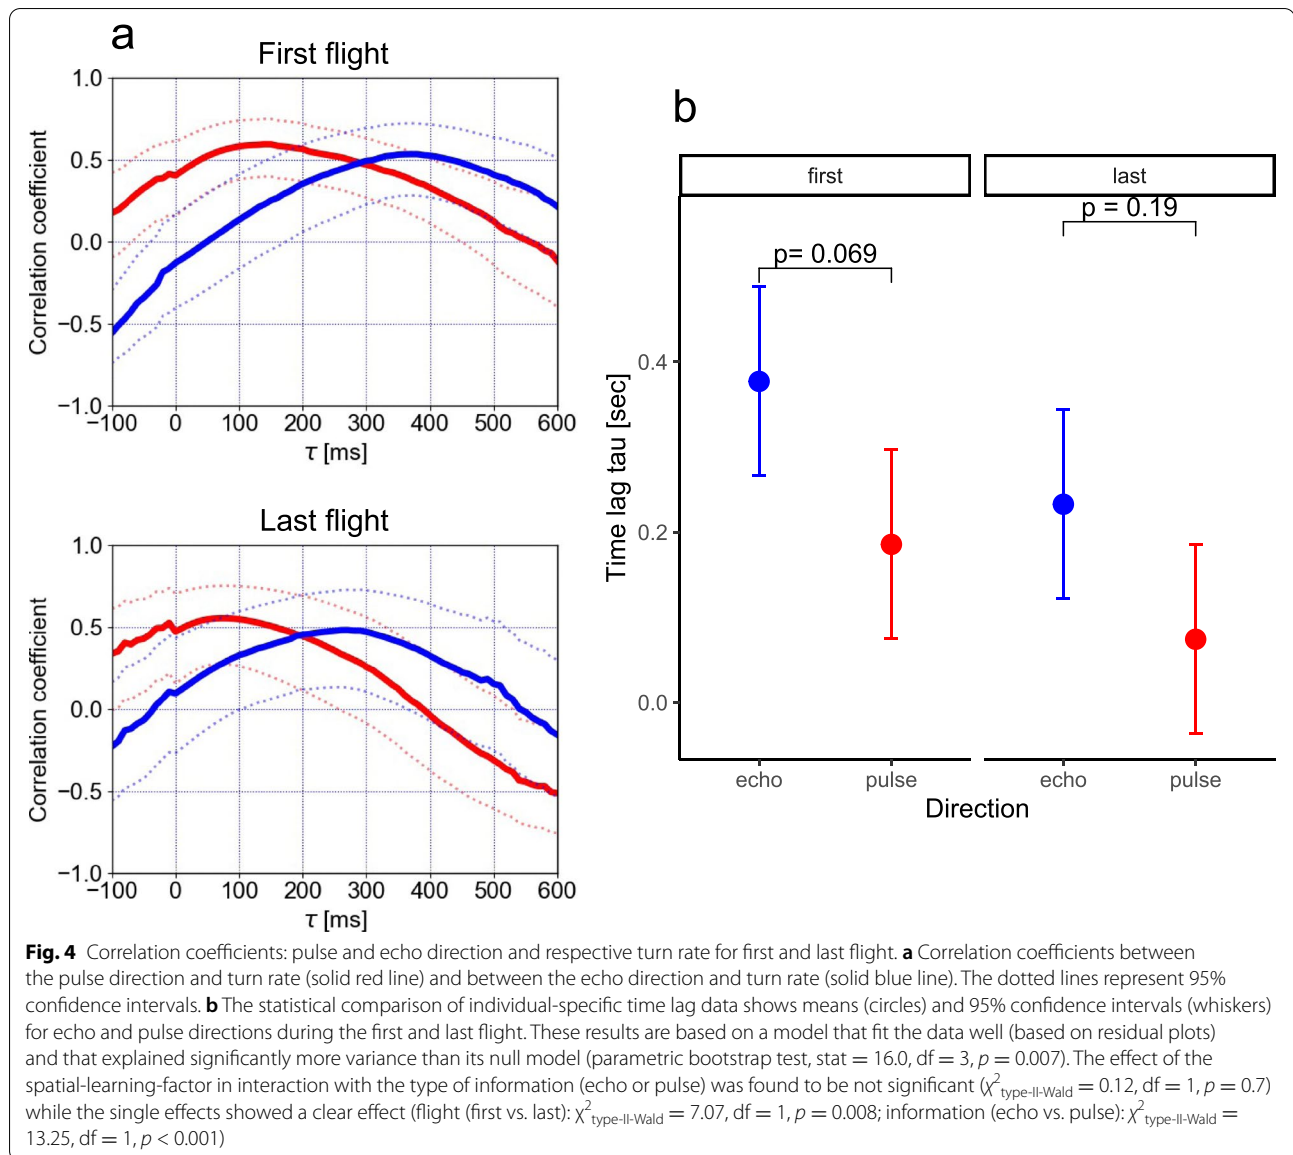 a
First flight
1.0
0.5
0.0
−0.5
−1.0
Correlation coefficient
−100 0 100 200 300 400 500 600
τ [ms]
Last flight
1.0
0.5
0.0
−0.5
−1.0
Correlation coefficient
−100 0 100 200 300 400 500 600
τ [ms]
b
first last
p= 0.069
p = 0.19
0.4
0.2
0.0
Time lag tau [sec]
echo pulse echo pulse
Direction
Fig. 4 Correlation coefficients: pulse and echo direction and respective turn rate for first and last flight. a Correlation coefficients between
the pulse direction and turn rate (solid red line) and between the echo direction and turn rate (solid blue line). The dotted lines represent 95%
confidence intervals. b The statistical comparison of individual-specific time lag data shows means (circles) and 95% confidence intervals (whiskers)
for echo and pulse directions during the first and last flight. These results are based on a model that fit the data well (based on residual plots)
and that explained significantly more variance than its null model (parametric bootstrap test, stat = 16.0, df = 3, p = 0.007). The effect of the
spatial-learning-factor in interaction with the type of information (echo or pulse) was found to be not significant (χ²type-II-Wald = 0.12, df = 1, p = 0.7)
while the single effects showed a clear effect (flight (first vs. last): χ²type-II-Wald = 7.07, df = 1, p = 0.008; information (echo vs. pulse): χ²type-II-Wald =
13.25, df = 1, p < 0.001)